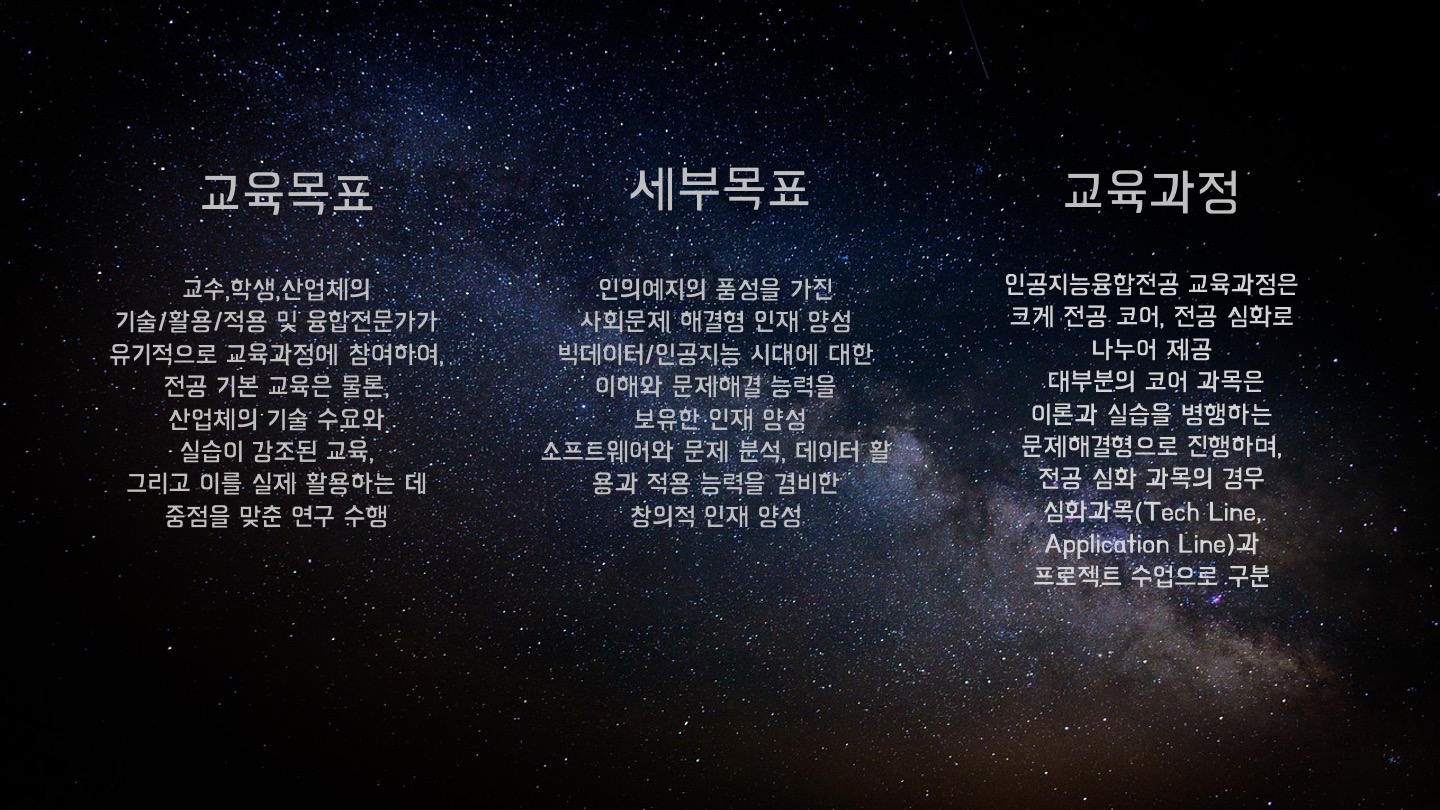 교육목표
교수,학생,산업체의
기술/활용/적용 및 융합전문가가
유기적으로 교육과정에 참여하여,
전공 기본 교육은 물론,
산업체의 기술 수요와
실습이 강조된 교육,
그리고 이를 실제 활용하는 데
중점을 맞춘 연구 수행
세부목표
인의예지의 품성을 가진
사회문제 해결형 인재 양성
빅데이터/인공지능 시대에 대한
이해와 문제해결 능력을
보유한 인재 양성
소프트웨어와 문제 분석, 데이터 활
용과 적용 능력을 겸비한
창의적 인재 양성
교육과정
인공지능융합전공 교육과정은
크게 전공 코어, 전공 심화로
나누어 제공
대부분의 코어 과목은
이론과 실습을 병행하는
문제해결형으로 진행하며,
전공 심화 과목의 경우
심화과목(Tech Line,
Application Line)과
프로젝트 수업으로 구분